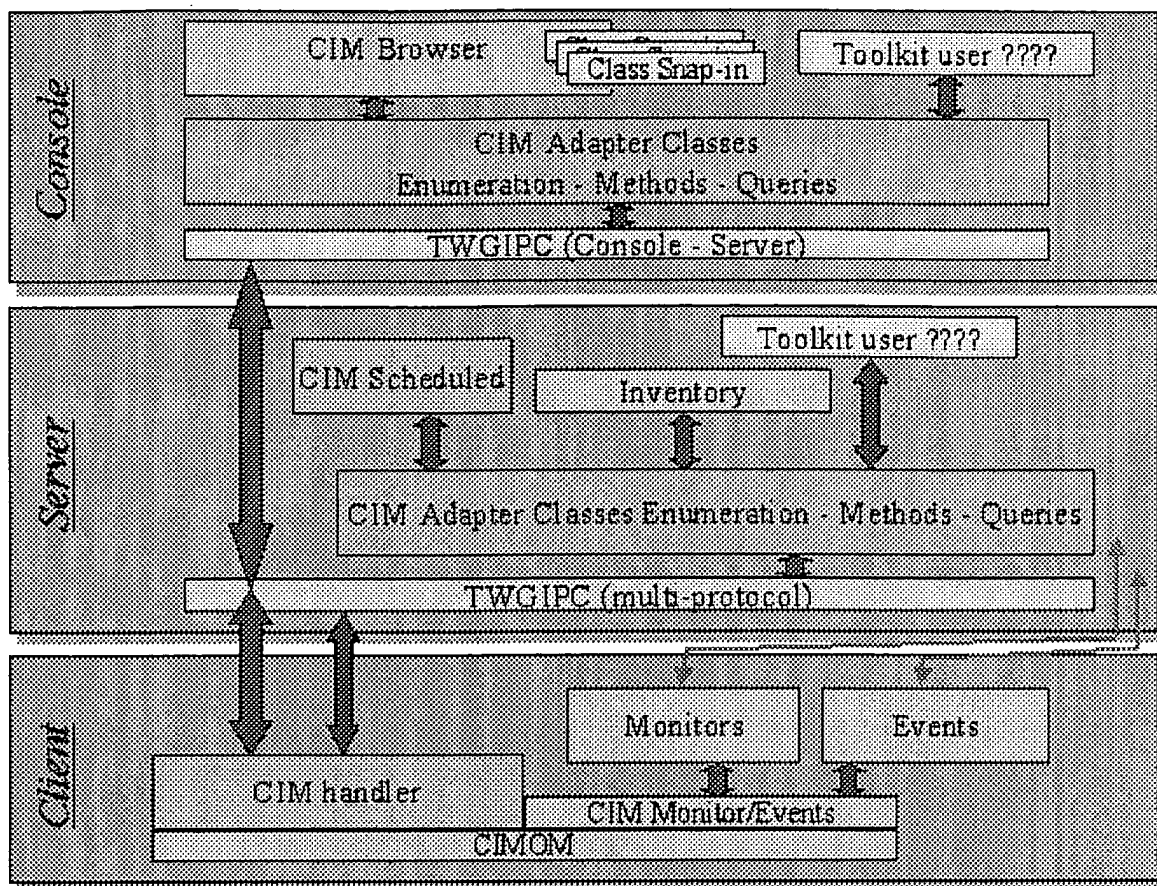 Console
CIM Browser
Class Snap-in
Toolkit user ????
CIM Adapter Classes
Enumeration - Methods - Queries
TWGIPC (Console - Server)
Server
Toolkit user ????
CIM Scheduled
Inventory
CIM Adapter Classes Enumeration - Methods - Queries
TWGIPC (multi-protocol)
Client
Monitors
Events
CIM handler
CIM Monitor/Events
CIMOM